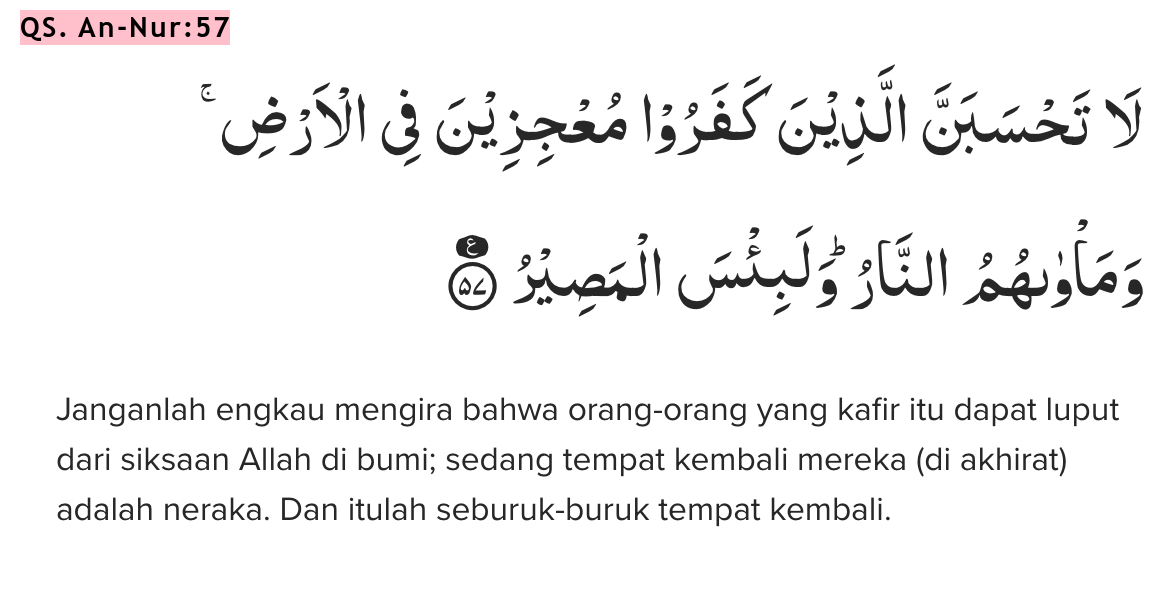 QS. An-Nur:57
لَا تَحْسَبَنَّ الَّذِيْنَ كَفَرُوْا مُعْجِزِيْنَ فِى الْاَرْضِۚ
وَمَأْوٰىهُمُ النَّارُۗ وَلَبِئْسَ الْمَصِيْرُ ࣖ ۝٥٧
Janganlah engkau mengira bahwa orang-orang yang kafir itu dapat luput
dari siksaan Allah di bumi; sedang tempat kembali mereka (di akhirat)
adalah neraka. Dan itulah seburuk-buruk tempat kembali.